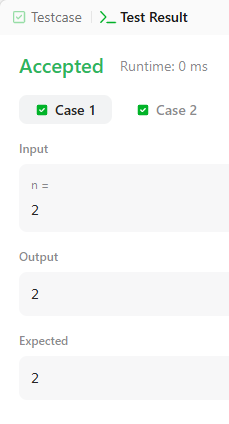 Testcase Test Result
Accepted Runtime: 0 ms
Case 1 Case 2
Input
n =
2
Output
2
Expected
2